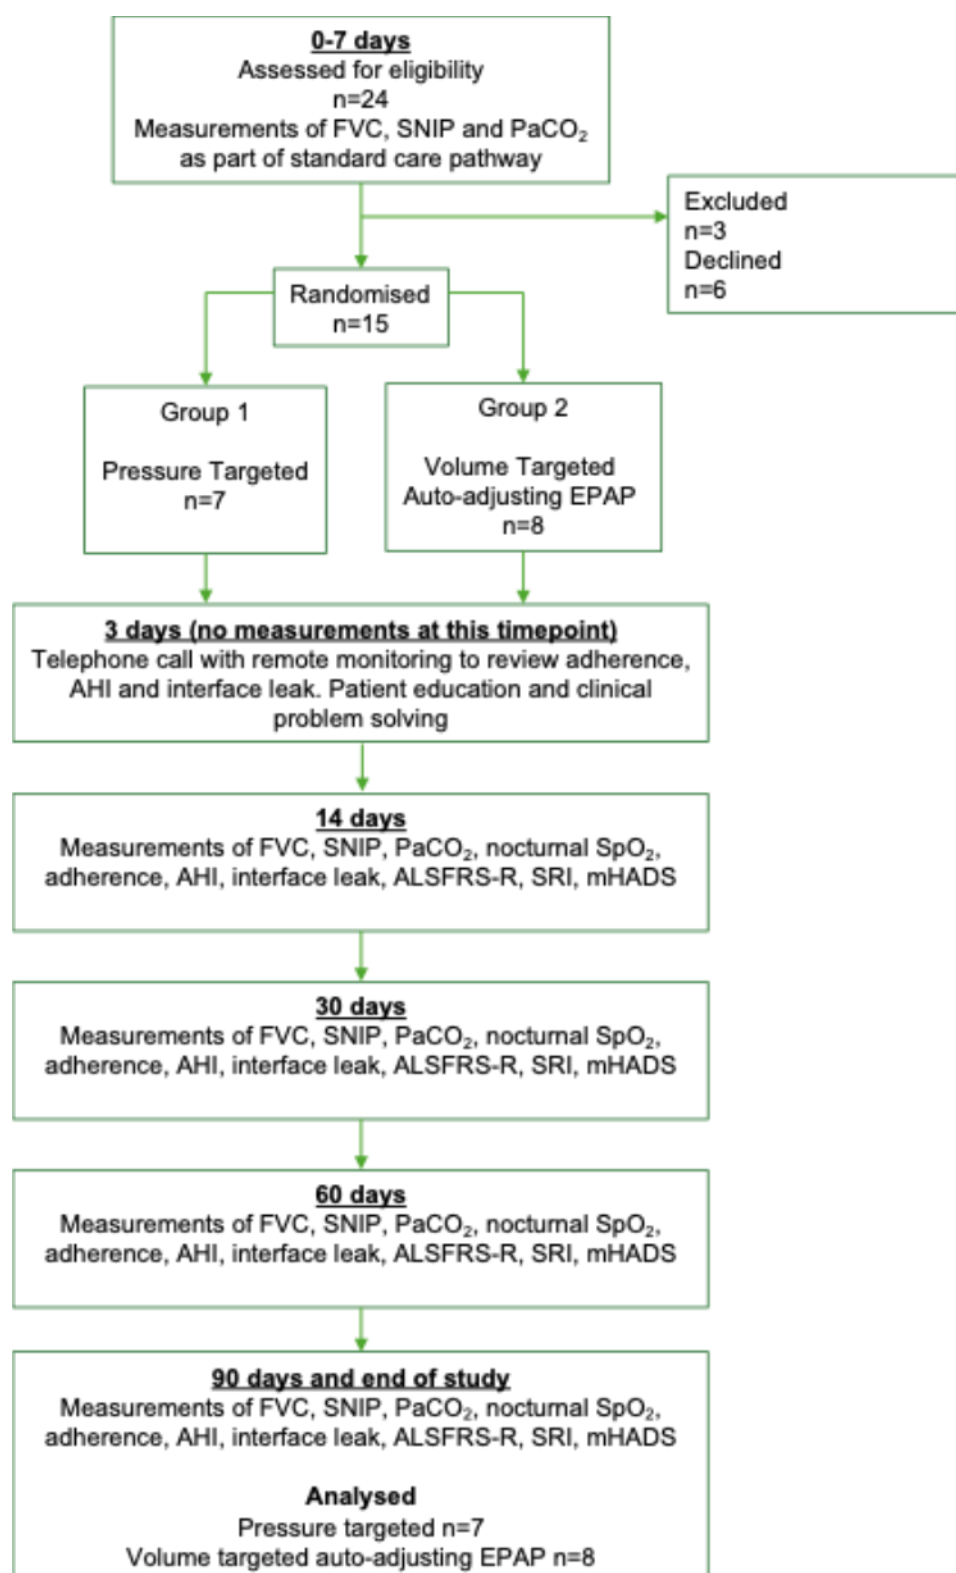 0-7 days
Assessed for eligibility
n=24
Measurements of FVC, SNIP and PaCO₂
as part of standard care pathway
Excluded
n=3
Declined
n=6
Randomised
n=15
Group 1
Pressure Targeted
n=7
Group 2
Volume Targeted
Auto-adjusting EPAP
n=8
3 days (no measurements at this timepoint)
Telephone call with remote monitoring to review adherence,
AHI and interface leak. Patient education and clinical
problem solving
14 days
Measurements of FVC, SNIP, PaCO₂, nocturnal SpO₂,
adherence, AHI, interface leak, ALSFRS-R, SRI, mHADS
30 days
Measurements of FVC, SNIP, PaCO₂, nocturnal SpO₂,
adherence, AHI, interface leak, ALSFRS-R, SRI, mHADS
60 days
Measurements of FVC, SNIP, PaCO₂, nocturnal SpO₂,
adherence, AHI, interface leak, ALSFRS-R, SRI, mHADS
90 days and end of study
Measurements of FVC, SNIP, PaCO₂, nocturnal SpO₂,
adherence, AHI, interface leak, ALSFRS-R, SRI, mHADS
Analysed
Pressure targeted n=7
Volume targeted auto-adjusting EPAP n=8